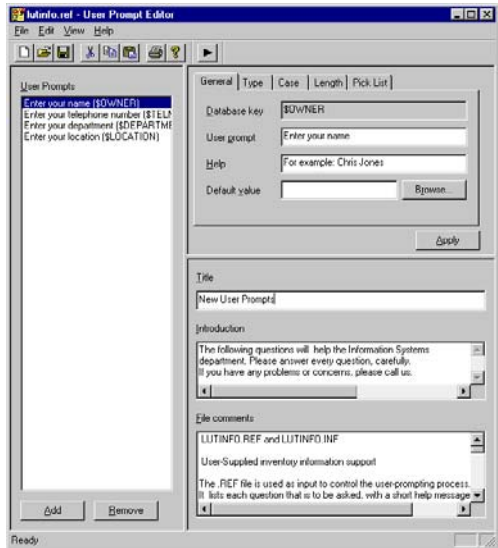 lutinfo.ref - User Prompt Editor
File Edit View Help
User Prompts
Enter your name ($OWNER)
Enter your telephone number ($TELN
Enter your department ($DEPARTME
Enter your location ($LOCATION)
Add Remove
General Type Case Length Pick List
Database key $OWNER
User prompt Enter your name
Help For example: Chris Jones
Default value Browse...
Apply
Title
New User Prompts
Introduction
The following questions will help the Information Systems
department. Please answer every question, carefully.
If you have any problems or concerns, please call us.
File comments
LUTINFO.REF and LUTINFO.INF
User-Supplied inventory information support
The .REF file is used as input to control the user-prompting process.
It lists each question that is to be asked, with a short help message
Ready